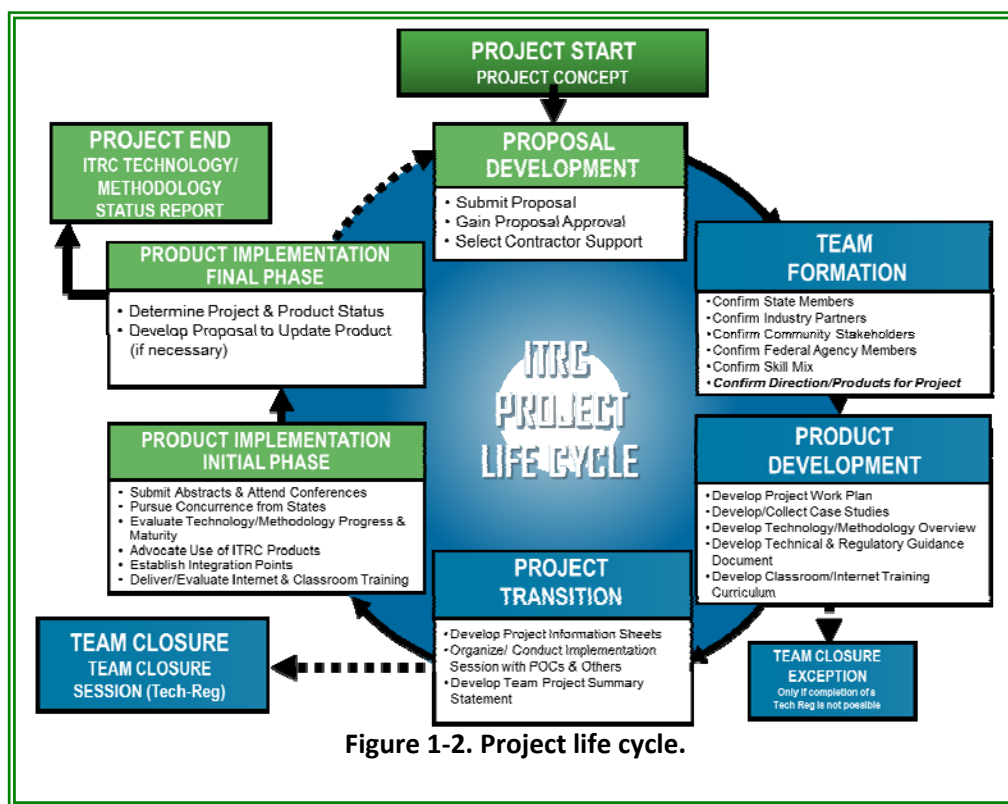 PROJECT START
PROJECT CONCEPT
PROPOSAL
DEVELOPMENT
• Submit Proposal
• Gain Proposal Approval
• Select Contractor Support
TEAM
FORMATION
• Confirm State Members
• Confirm Industry Partners
• Confirm Community Stakeholders
• Confirm Federal Agency Members
• Confirm Skill Mix
• Confirm Direction/Products for Project
PRODUCT
DEVELOPMENT
• Develop Project Work Plan
• Develop/Collect Case Studies
• Develop Technology/Methodology Overview
• Develop Technical & Regulatory Guidance
Document
• Develop Classroom/Internet Training
Curriculum
TEAM CLOSURE
EXCEPTION
Only if completion of a
Tech Reg is not possible
PROJECT
TRANSITION
• Develop Project Information Sheets
• Organize/ Conduct Implementation
Session with POCs & Others
• Develop Team Project Summary
Statement
TEAM CLOSURE
TEAM CLOSURE
SESSION (Tech-Reg)
PRODUCT IMPLEMENTATION
INITIAL PHASE
• Submit Abstracts & Attend Conferences
• Pursue Concurrence from States
• Evaluate Technology/Methodology Progress &
Maturity
• Advocate Use of ITRC Products
• Establish Integration Points
• Deliver/Evaluate Internet & Classroom Training
PRODUCT IMPLEMENTATION
FINAL PHASE
• Determine Project & Product Status
• Develop Proposal to Update Product
(if necessary)
PROJECT END
ITRC TECHNOLOGY/
METHODOLOGY
STATUS REPORT
ITRC
PROJECT
LIFE CYCLE
Figure 1-2. Project life cycle.